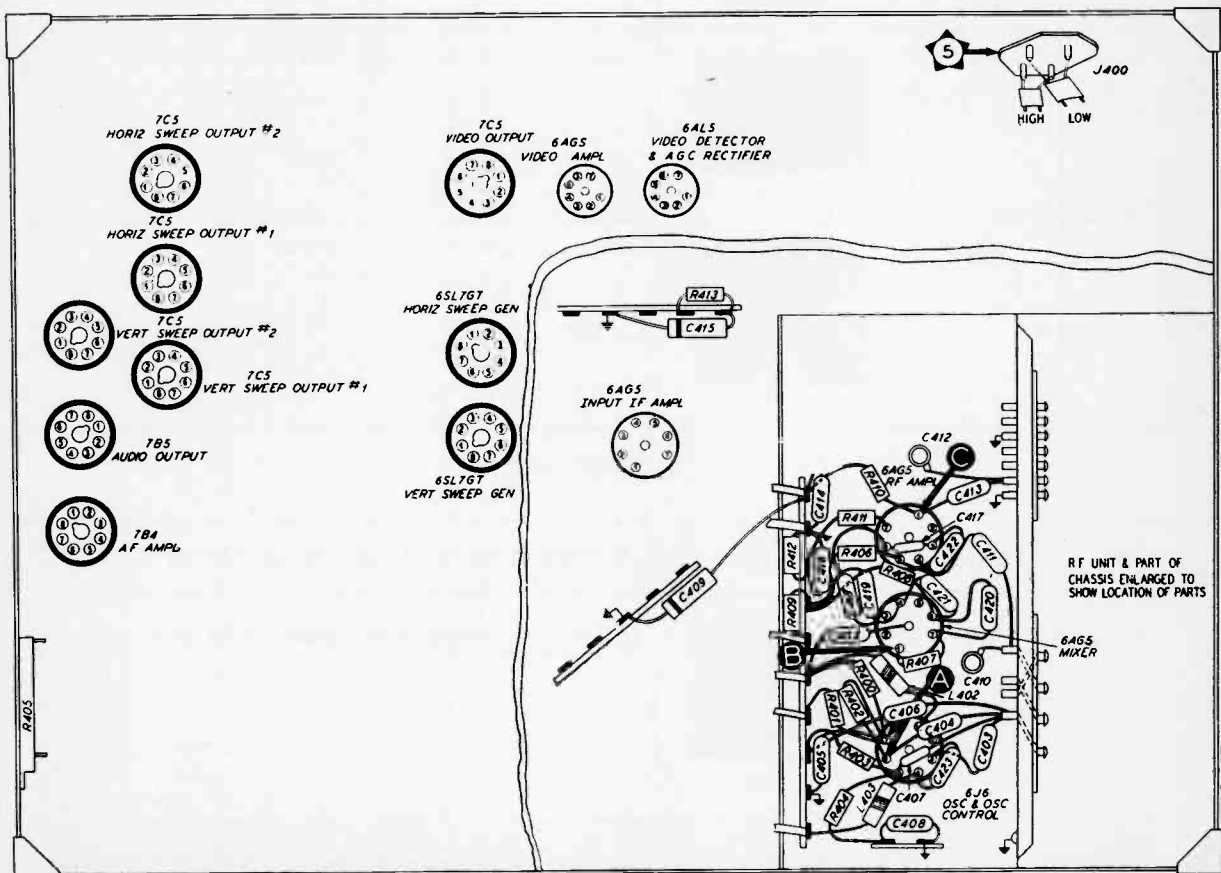 5
J400
HIGH LOW
7C5
HORIZ SWEEP OUTPUT #2
7C5
VIDEO OUTPUT
6AG5
VIDEO AMPL
6AL5
VIDEO DETECTOR
& AGC RECTIFIER
7C5
HORIZ SWEEP OUTPUT #1
7C5
VERT SWEEP OUTPUT #2
7C5
VERT SWEEP OUTPUT #1
6SL7GT
HORIZ SWEEP GEN
R413
C415
6AG5
INPUT IF AMPL
7B5
AUDIO OUTPUT
6SL7GT
VERT SWEEP GEN
7B4
AF AMPL
C412
C
6AG5
RF AMPL
R410
C413
C414
R411
C417
R412
R406
C422
C411
R408
C409
C419
C421
C420
R409
RF UNIT & PART OF
CHASSIS ENLARGED TO
SHOW LOCATION OF PARTS
6AG5
MIXER
B
R407
C410
A
R400
L402
R401
R402
C406
C404
C403
C405
R403
C423
R404
L403
C407
6J6
OSC & OSC
CONTROL
C408
R405